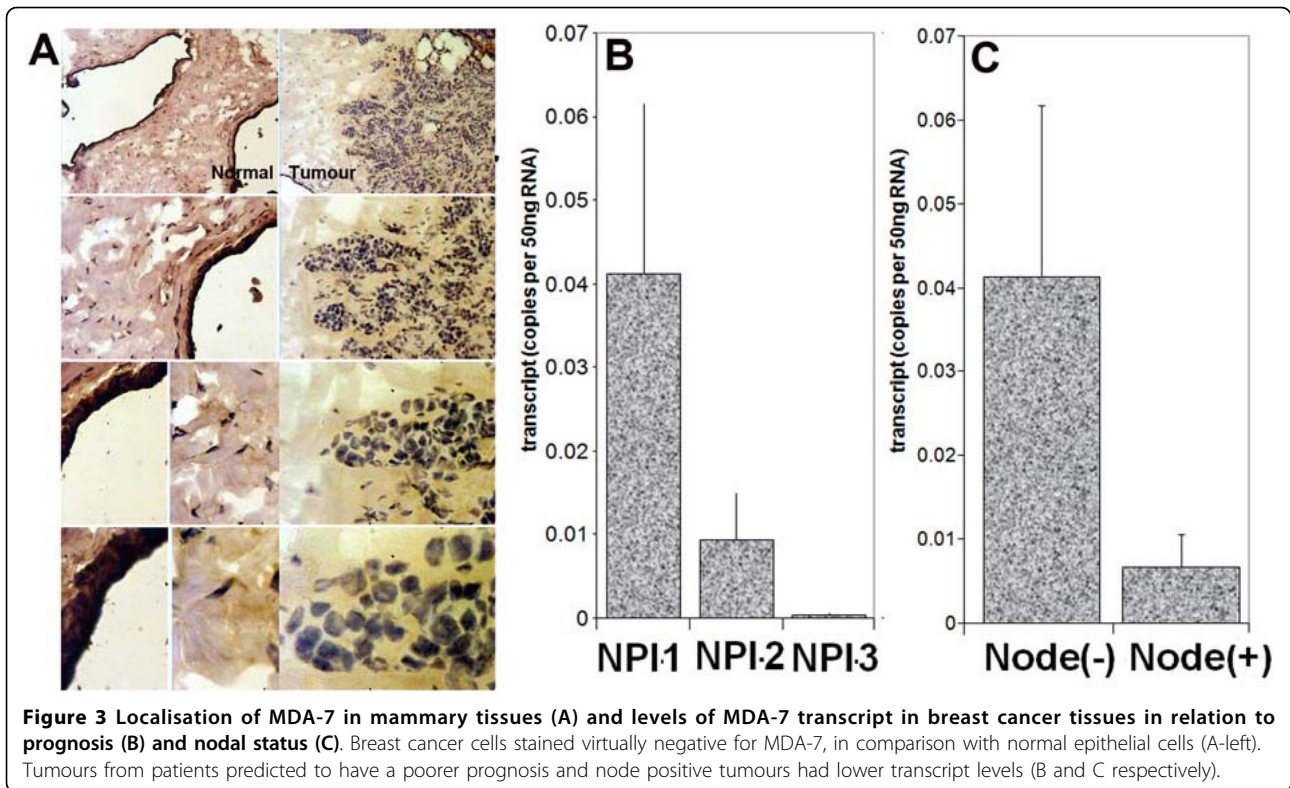 A
Normal
Tumour
B
0.07
0.06
0.05
0.04
0.03
0.02
0.01
0
transcript (copies per 50ng RNA)
NPI.1
NPI.2
NPI.3
C
0.07
0.06
0.05
0.04
0.03
0.02
0.01
0
transcript (copies per 50ng RNA)
Node(-)
Node(+)
Figure 3 Localisation of MDA-7 in mammary tissues (A) and levels of MDA-7 transcript in breast cancer tissues in relation to
prognosis (B) and nodal status (C). Breast cancer cells stained virtually negative for MDA-7, in comparison with normal epithelial cells (A-left).
Tumours from patients predicted to have a poorer prognosis and node positive tumours had lower transcript levels (B and C respectively).